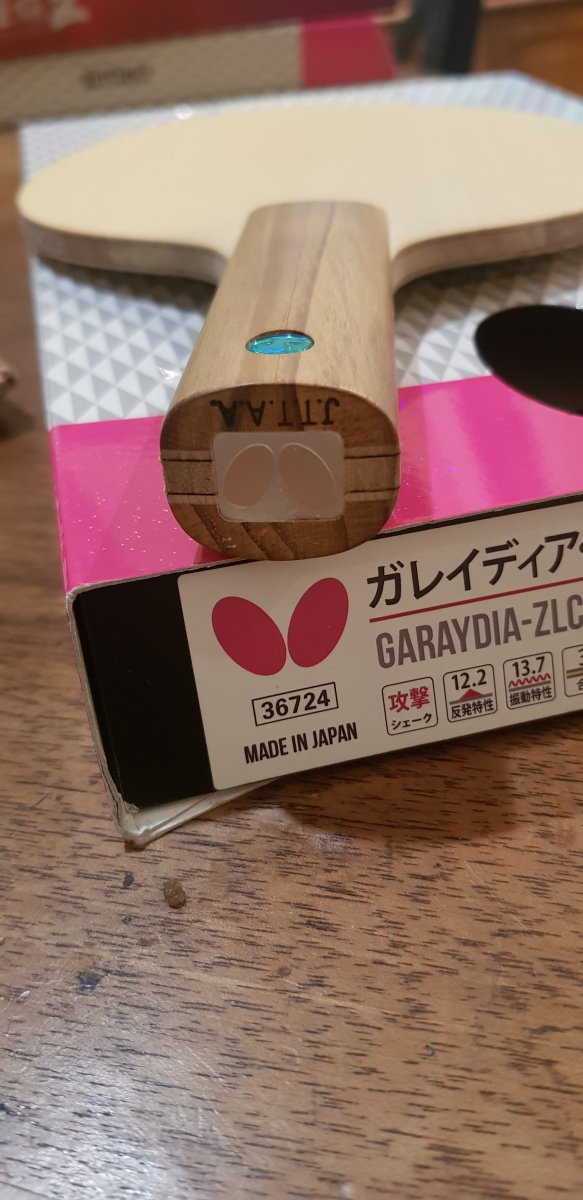 J.T.T.A.A.
ガレイディア
GARAYDIA-ZLC
36724
MADE IN JAPAN
攻撃
シェーク
12.2
反発特性
13.7
振動特性